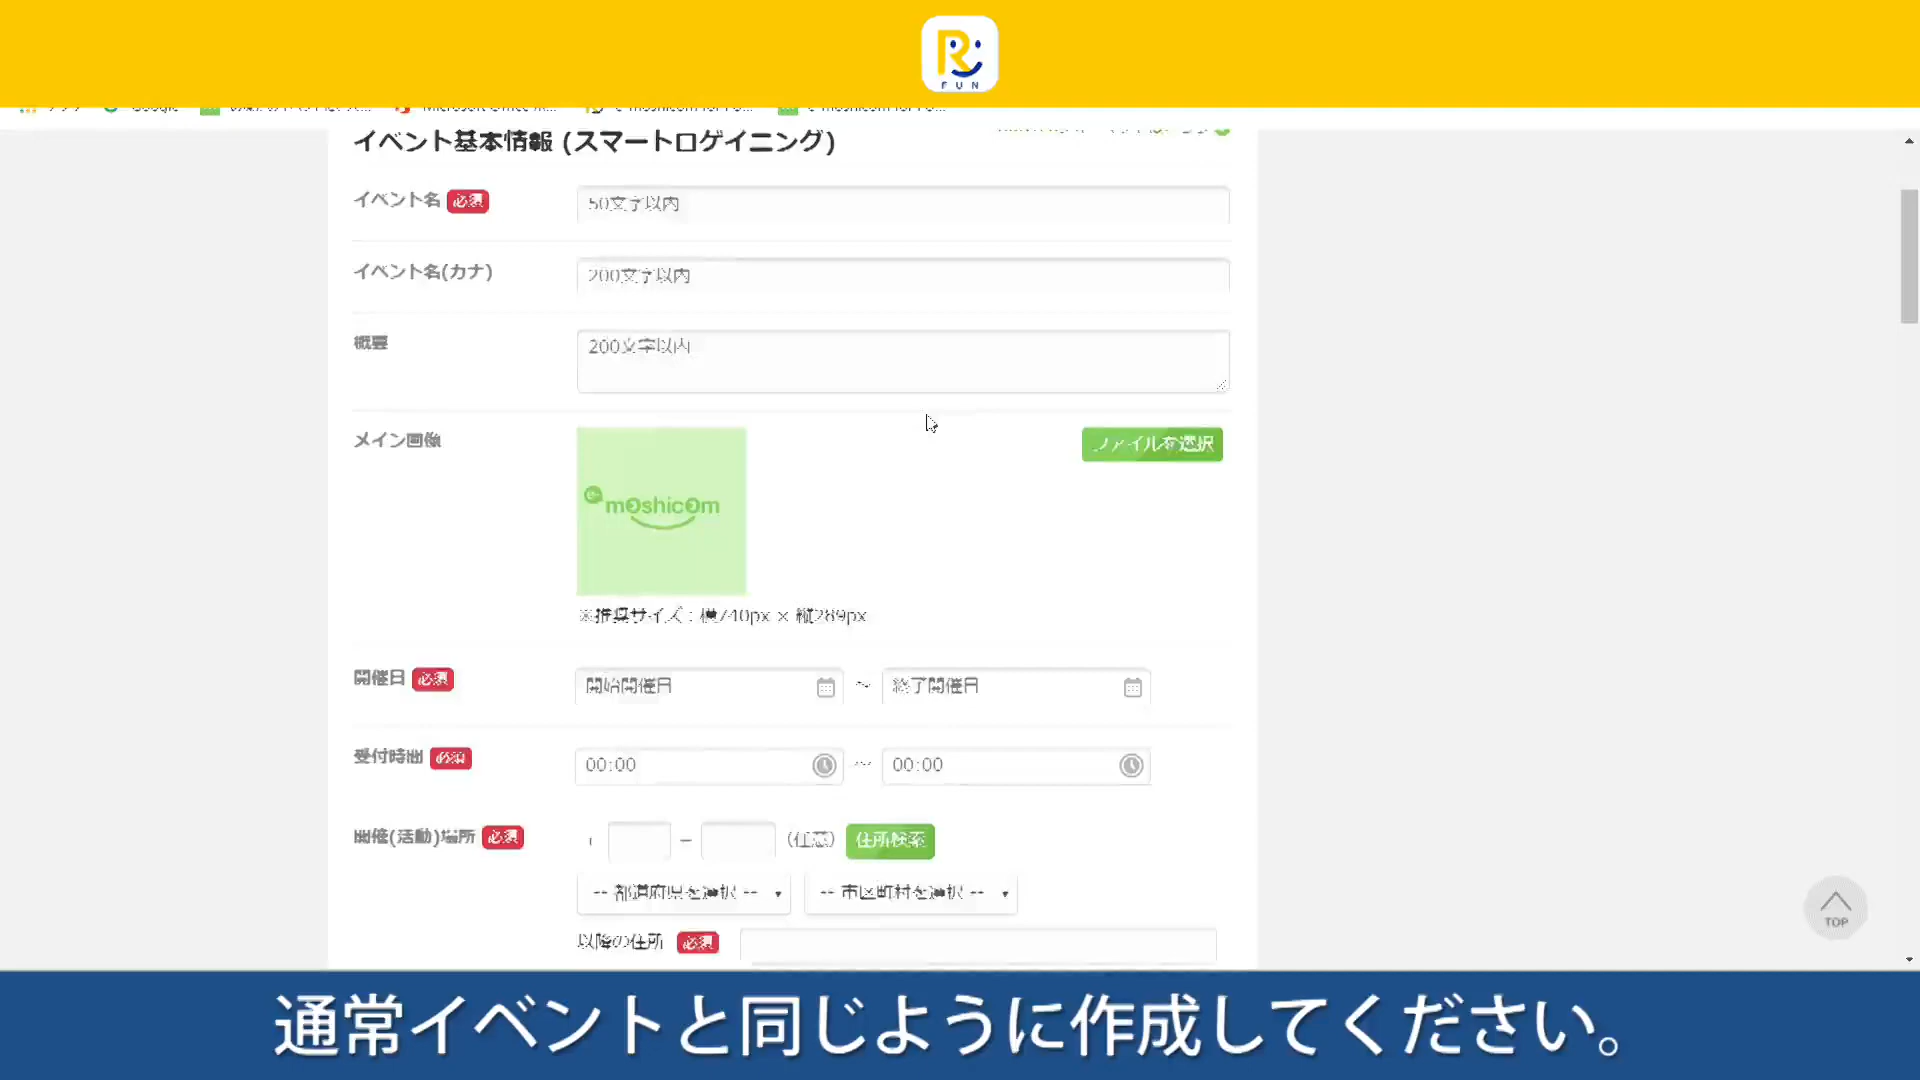 R
FUN
イベント基本情報 (スマートロゲイニング)
イベント名 必須
50文字以内
イベント名(カナ)
200文字以内
概要
200文字以内
メイン画像
e-moshicom
ファイルを選択
※推奨サイズ：横740px × 縦289px
開催日 必須
開始開催日 ～ 終了開催日
受付時間 必須
00:00 ～ 00:00
開催(活動)場所 必須
－ (任意) 住所検索
-- 都道府県を選択 -- -- 市区町村を選択 --
以降の住所 必須
TOP
通常イベントと同じように作成してください。